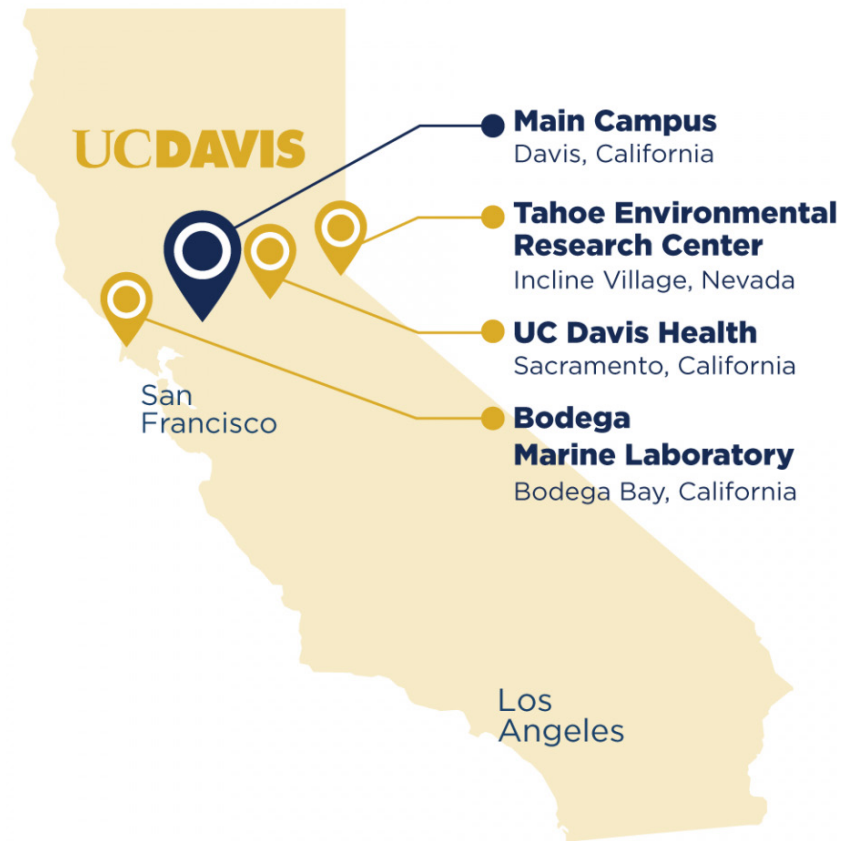 UCDAVIS
Main Campus
Davis, California
Tahoe Environmental
Research Center
Incline Village, Nevada
UC Davis Health
Sacramento, California
Bodega
Marine Laboratory
Bodega Bay, California
San
Francisco
Los
Angeles